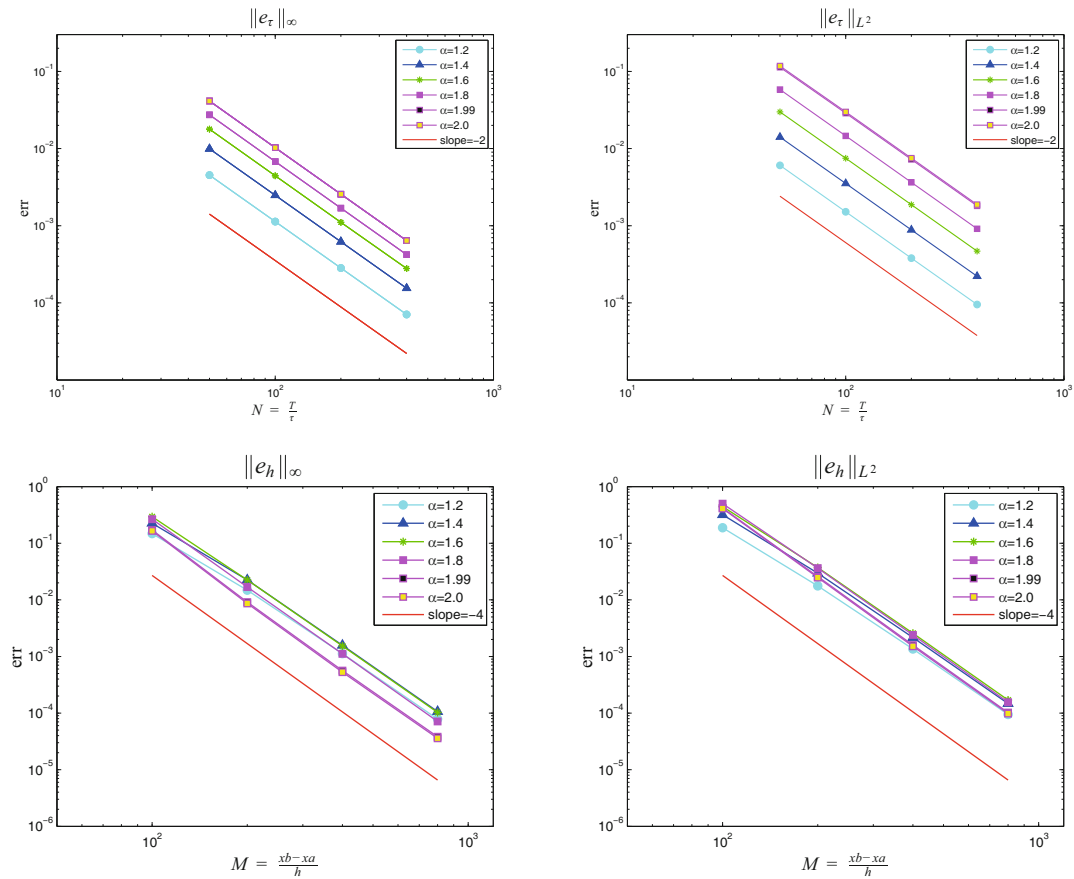 ‖e_τ‖_∞
10^{-1}
10^{-2}
10^{-3}
10^{-4}
err
α=1.2
α=1.4
α=1.6
α=1.8
α=1.99
α=2.0
slope=−2
10^1
10^2
10^3
N = T/τ
‖e_τ‖_{L^2}
10^{-1}
10^{-2}
10^{-3}
10^{-4}
err
α=1.2
α=1.4
α=1.6
α=1.8
α=1.99
α=2.0
slope=−2
10^1
10^2
10^3
N = T/τ
‖e_h‖_∞
10^0
10^{-1}
10^{-2}
10^{-3}
10^{-4}
10^{-5}
10^{-6}
err
α=1.2
α=1.4
α=1.6
α=1.8
α=1.99
α=2.0
slope=−4
10^2
10^3
M = xb−xa/h
‖e_h‖_{L^2}
10^0
10^{-1}
10^{-2}
10^{-3}
10^{-4}
10^{-5}
10^{-6}
err
α=1.2
α=1.4
α=1.6
α=1.8
α=1.99
α=2.0
slope=−4
10^2
10^3
M = xb−xa/h